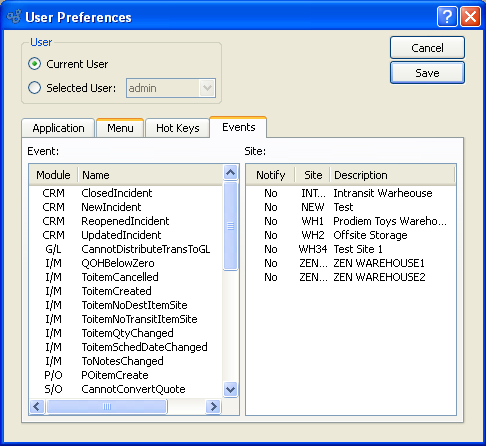 User Preferences
User
Current User
Selected User: admin
Cancel
Save
Application Menu Hot Keys Events
Event:
Module Name
CRM ClosedIncident
CRM NewIncident
CRM ReopenedIncident
CRM UpdatedIncident
G/L CannotDistributeTransToGL
I/M QOHBelowZero
I/M ToitemCancelled
I/M ToitemCreated
I/M ToitemNoDestItemSite
I/M ToitemNoTransitItemSite
I/M ToitemQtyChanged
I/M ToitemSchedDateChanged
I/M ToNotesChanged
P/O POitemCreate
S/O CannotConvertQuote
Site:
Notify Site Description
No INT... Intransit Warheouse
No NEW Test
No WH1 Prodiem Toys Wareho...
No WH2 Offsite Storage
No WH34 Test Site 1
No ZEN... ZEN WAREHOUSE1
No ZEN... ZEN WAREHOUSE2